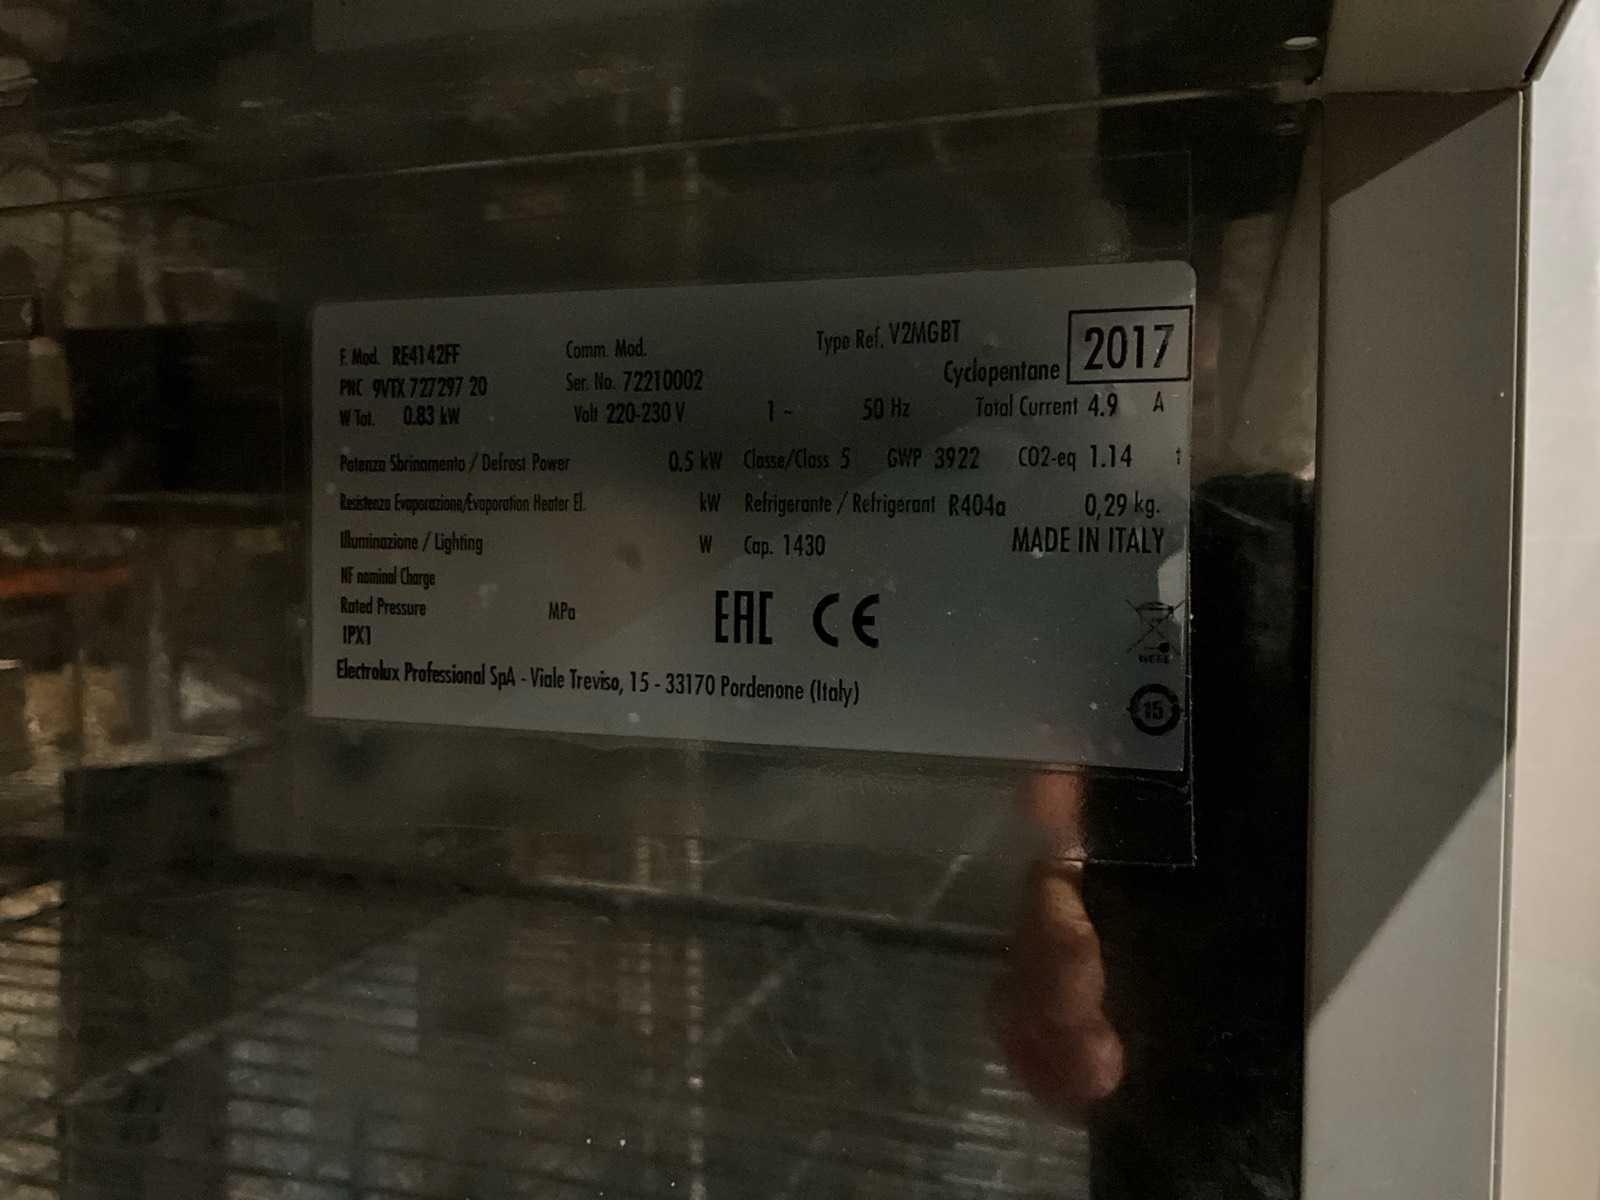 F. Mod. RE4142FF Comm. Mod. Type Ref. V2MGBT 2017
PNC 9VTX 727297 20 Ser. No. 72210002 Cyclopentane
W Tot. 0.83 kW Volt 220-230 V 1 ~ 50 Hz Total Current 4.9 A
Potenza Sbrinamento / Defrost Power 0.5 kW Classe/Class 5 GWP 3922 CO2-eq 1.14 t
Resistenza Evaporazione/Evaporation Heater El. kW Refrigerante / Refrigerant R404a 0,29 kg.
Illuminazione / Lighting W Cap. 1430 MADE IN ITALY
NF nominal Charge
Rated Pressure MPa EAC CE
IPX1
Electrolux Professional SpA - Viale Treviso, 15 - 33170 Pordenone (Italy)
15